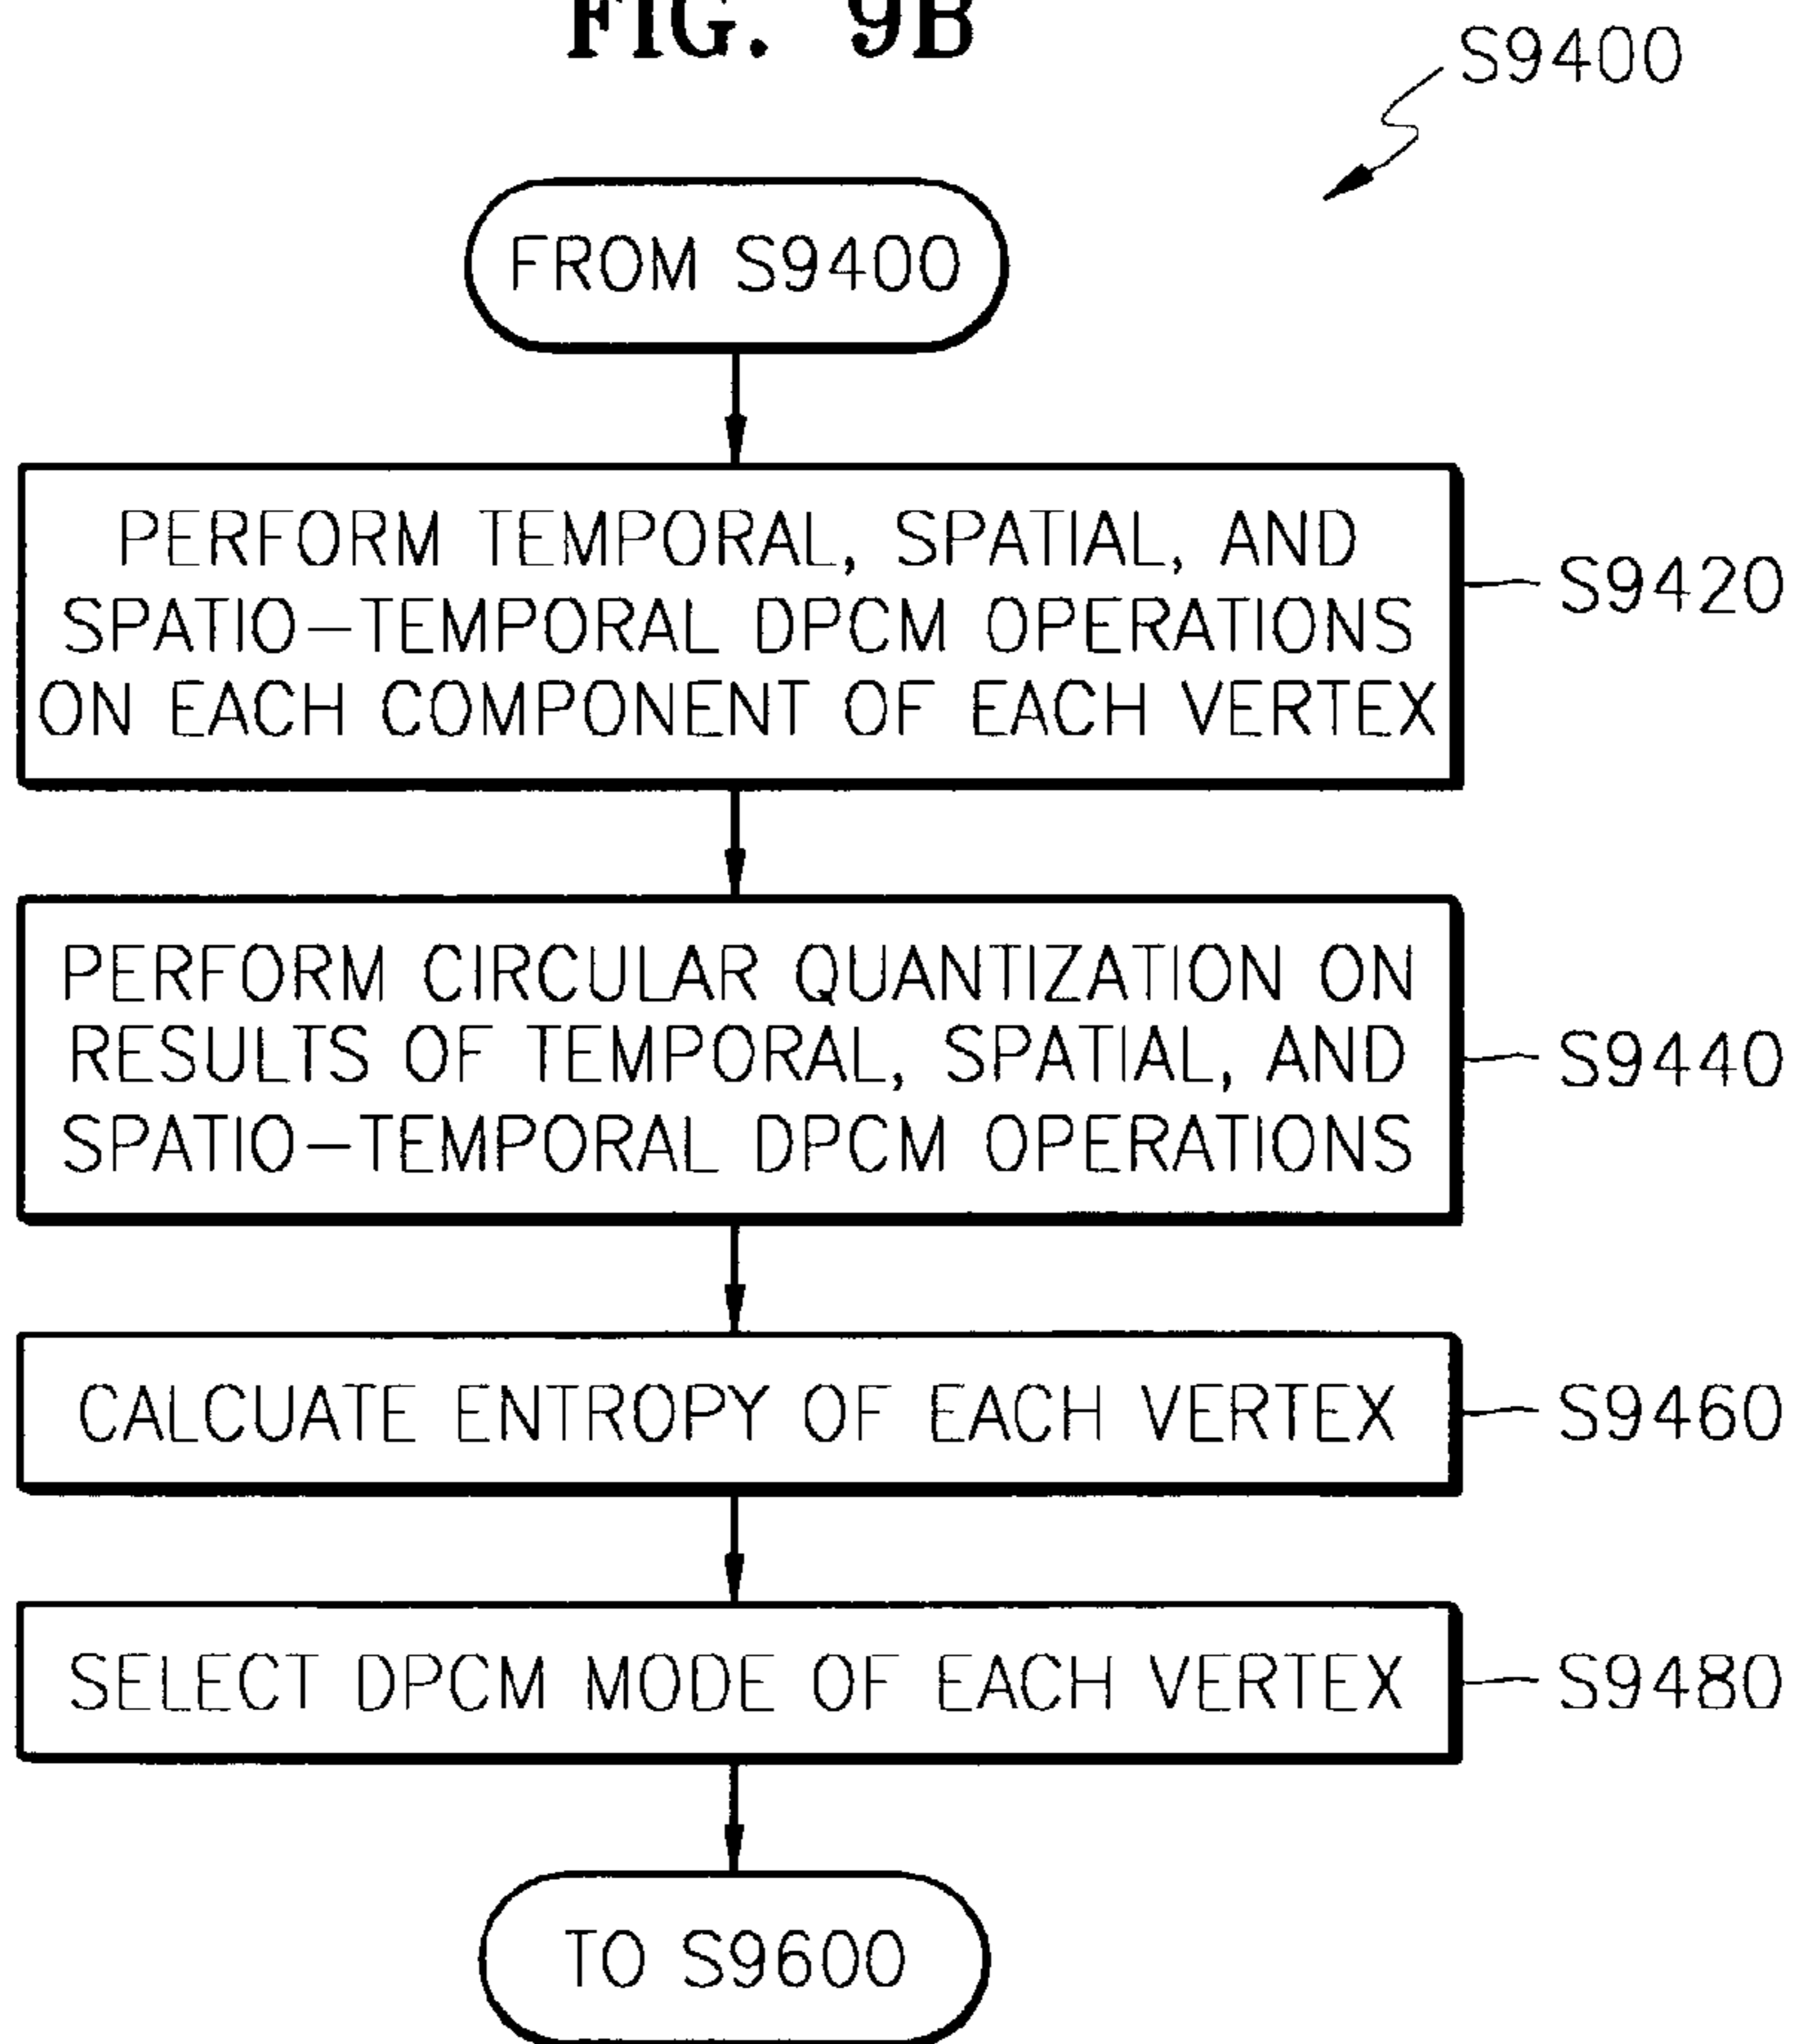 FIG. 9B
S9400
FROM S9400
PERFORM TEMPORAL, SPATIAL, AND
SPATIO-TEMPORAL DPCM OPERATIONS
ON EACH COMPONENT OF EACH VERTEX
S9420
PERFORM CIRCULAR QUANTIZATION ON
RESULTS OF TEMPORAL, SPATIAL, AND
SPATIO-TEMPORAL DPCM OPERATIONS
S9440
CALCUATE ENTROPY OF EACH VERTEX
S9460
SELECT DPCM MODE OF EACH VERTEX
S9480
TO S9600